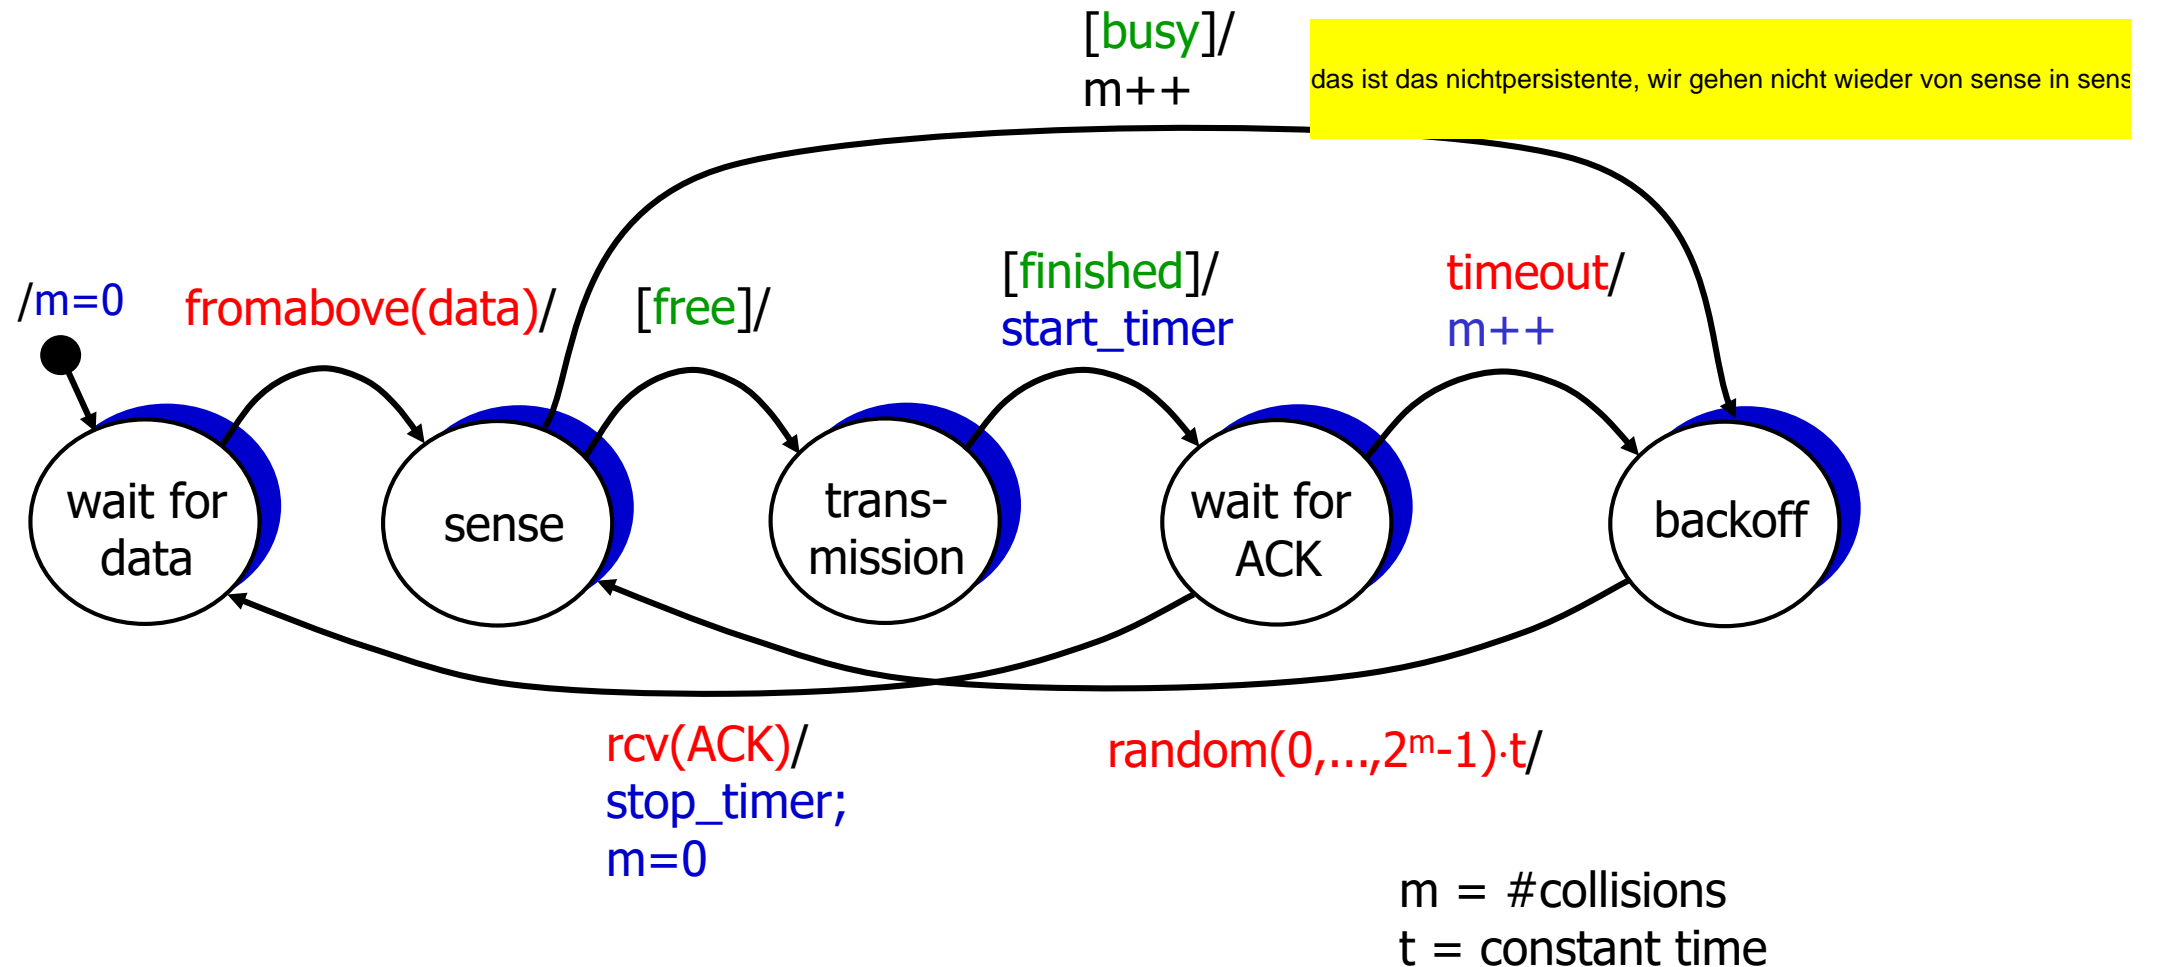 [busy]/
m++
das ist das nichtpersistente, wir gehen nicht wieder von sense in sens
/m=0
fromabove(data)/
[free]/
[finished]/
start_timer
timeout/
m++
wait for
data
sense
trans-
mission
wait for
ACK
backoff
rcv(ACK)/
stop_timer;
m=0
random(0,...,2ᵐ-1)·t/
m = #collisions
t = constant time